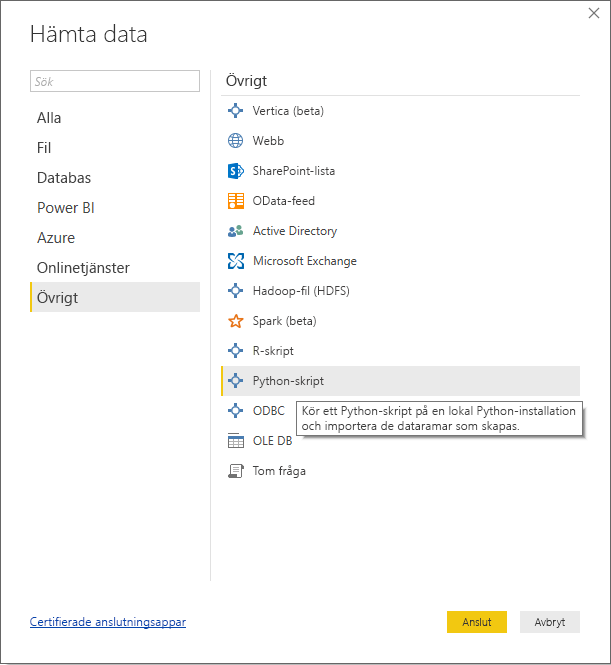 Hämta data
Sök
Alla
Fil
Databas
Power BI
Azure
Onlinetjänster
Övrigt
Övrigt
Vertica (beta)
Webb
SharePoint-lista
OData-feed
Active Directory
Microsoft Exchange
Hadoop-fil (HDFS)
Spark (beta)
R-skript
Python-skript
ODBC
Kör ett Python-skript på en lokal Python-installation
och importera de dataramar som skapas.
OLE DB
Tom fråga
Certifierade anslutningsappar
Anslut
Avbryt